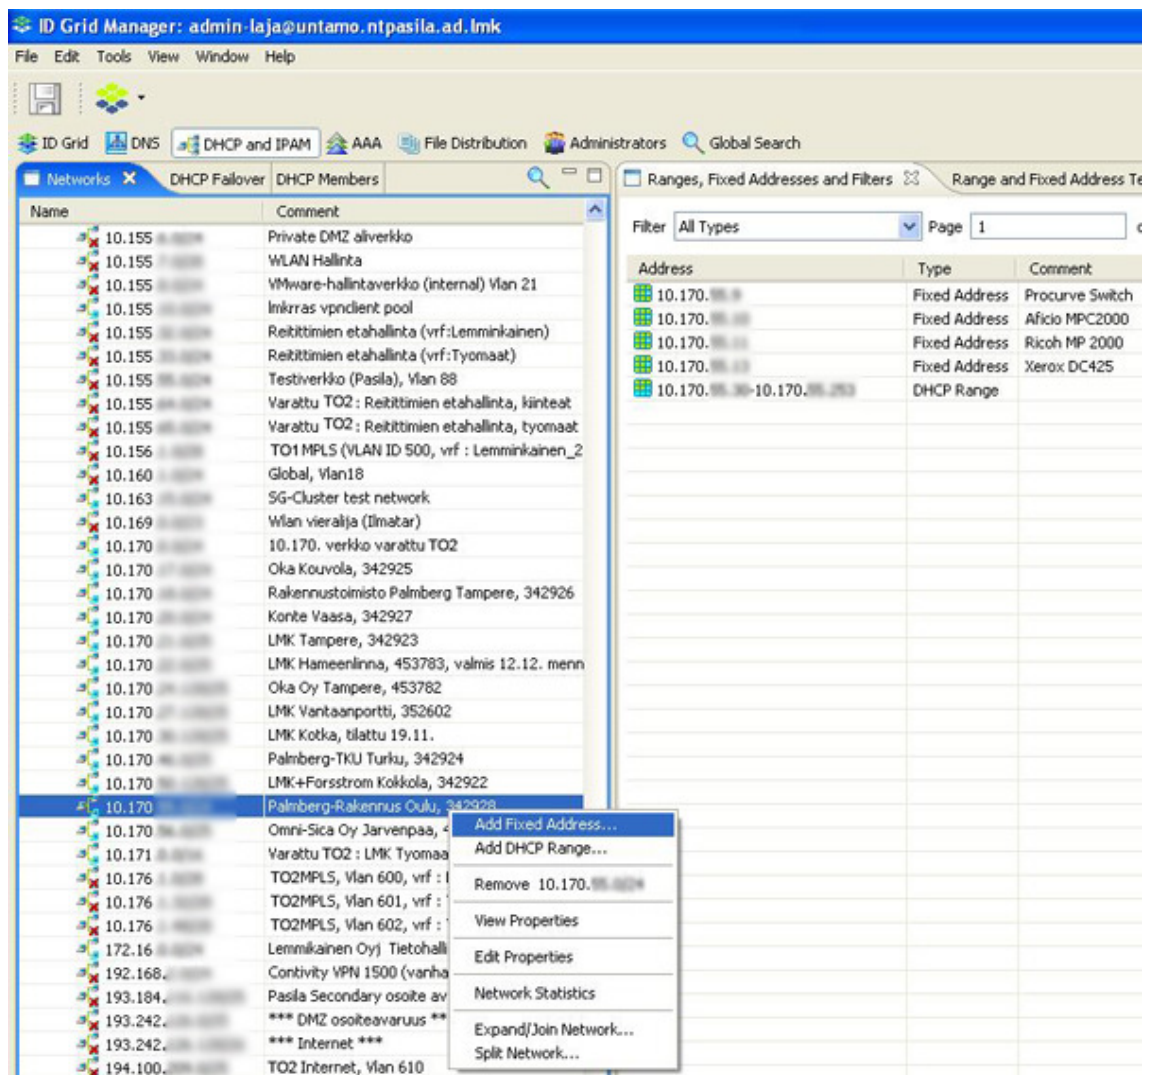 ID Grid Manager: admin-laja@untamo.ntpasila.ad.lmk
File Edit Tools View Window Help
ID Grid DNS DHCP and IPAM AAA File Distribution Administrators Global Search
Networks DHCP Failover DHCP Members
Name Comment
10.155 Private DMZ aliverkko
10.155 WLAN Hallinta
10.155 VMware-hallintaverkko (internal) Vlan 21
10.155 lmkrras vpnclient pool
10.155 Reitittimien etahallinta (vrf:Lemminkainen)
10.155 Reitittimien etahallinta (vrf:Tyomaat)
10.155 Testiverkko (Pasila), Vlan 88
10.155 Varattu TO2 : Reitittimien etahallinta, kiinteat
10.155 Varattu TO2 : Reitittimien etahallinta, tyomaat
10.156 TO1 MPLS (VLAN ID 500, vrf : Lemminkainen_2
10.160 Global, Vlan18
10.163 SG-Cluster test network
10.169 Wlan vierailija (Ilmatar)
10.170 10.170. verkko varattu TO2
10.170 Oka Kouvola, 342925
10.170 Rakennustoimisto Palmberg Tampere, 342926
10.170 Konte Vaasa, 342927
10.170 LMK Tampere, 342923
10.170 LMK Hameenlinna, 453783, valmis 12.12. menn
10.170 Oka Oy Tampere, 453782
10.170 LMK Vantaanportti, 352602
10.170 LMK Kotka, tilattu 19.11.
10.170 Palmberg-TKU Turku, 342924
10.170 LMK+Forsstrom Kokkola, 342922
10.170 Palmberg-Rakennus Oulu, 342928
10.170 Omni-Sica Oy Jarvenpaa, 4
10.171 Varattu TO2 : LMK Tyomaa
10.176 TO2MPLS, Vlan 600, vrf :
10.176 TO2MPLS, Vlan 601, vrf :
10.176 TO2MPLS, Vlan 602, vrf :
172.16 Lemmikainen Oyj Tietohall
192.168. Contivity VPN 1500 (vanha
193.184. Pasila Secondary osoite av
193.242. *** DMZ osoiteavaruus **
193.242. *** Internet ***
194.100. TO2 Internet, Vlan 610
Add Fixed Address...
Add DHCP Range...
Remove 10.170.
View Properties
Edit Properties
Network Statistics
Expand/Join Network...
Split Network...
Ranges, Fixed Addresses and Filters Range and Fixed Address Te
Filter All Types Page 1
Address Type Comment
10.170. Fixed Address Procurve Switch
10.170. Fixed Address Aficio MPC2000
10.170. Fixed Address Ricoh MP 2000
10.170. Fixed Address Xerox DC425
10.170. -10.170. DHCP Range